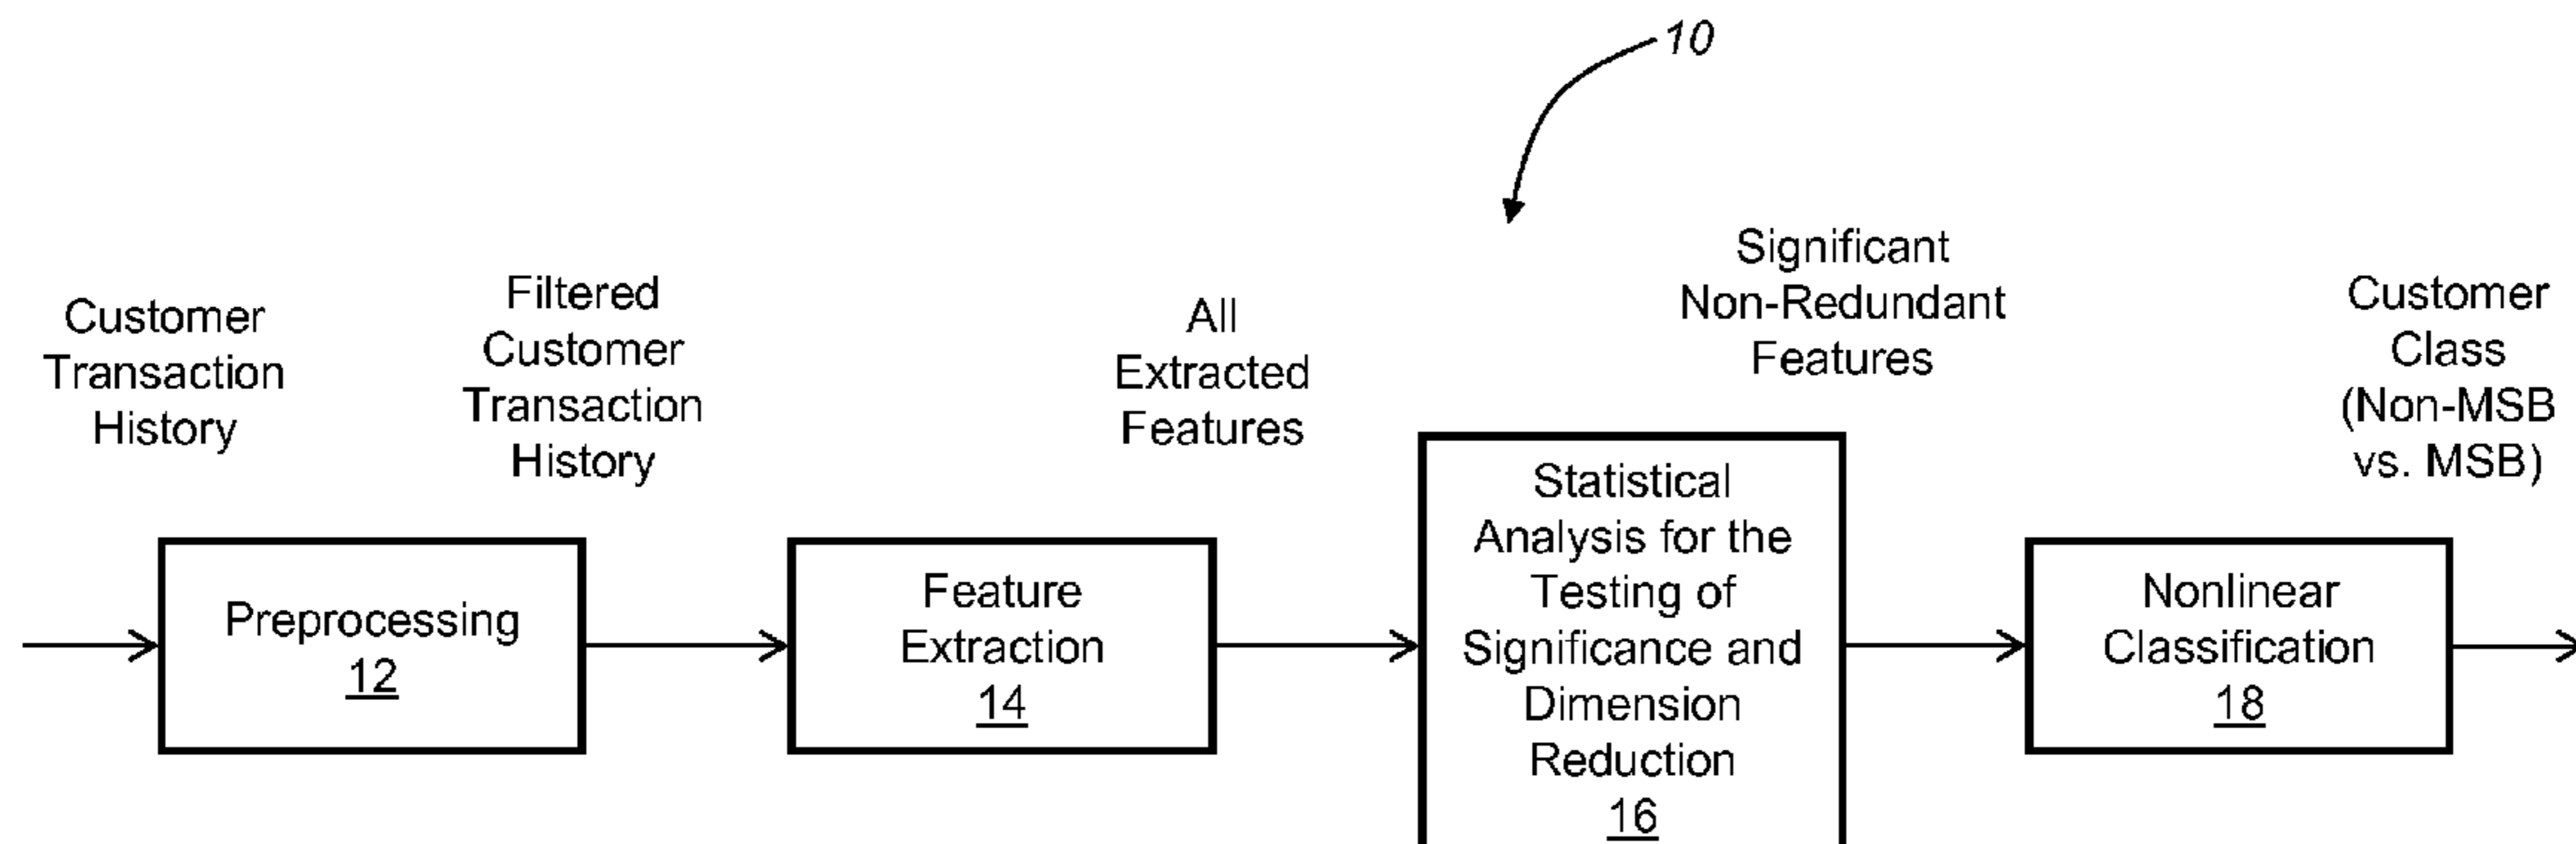 10
Customer
Transaction
History
Filtered
Customer
Transaction
History
All
Extracted
Features
Significant
Non-Redundant
Features
Customer
Class
(Non-MSB
vs. MSB)
Preprocessing
12
Feature
Extraction
14
Statistical
Analysis for the
Testing of
Significance and
Dimension
Reduction
16
Nonlinear
Classification
18